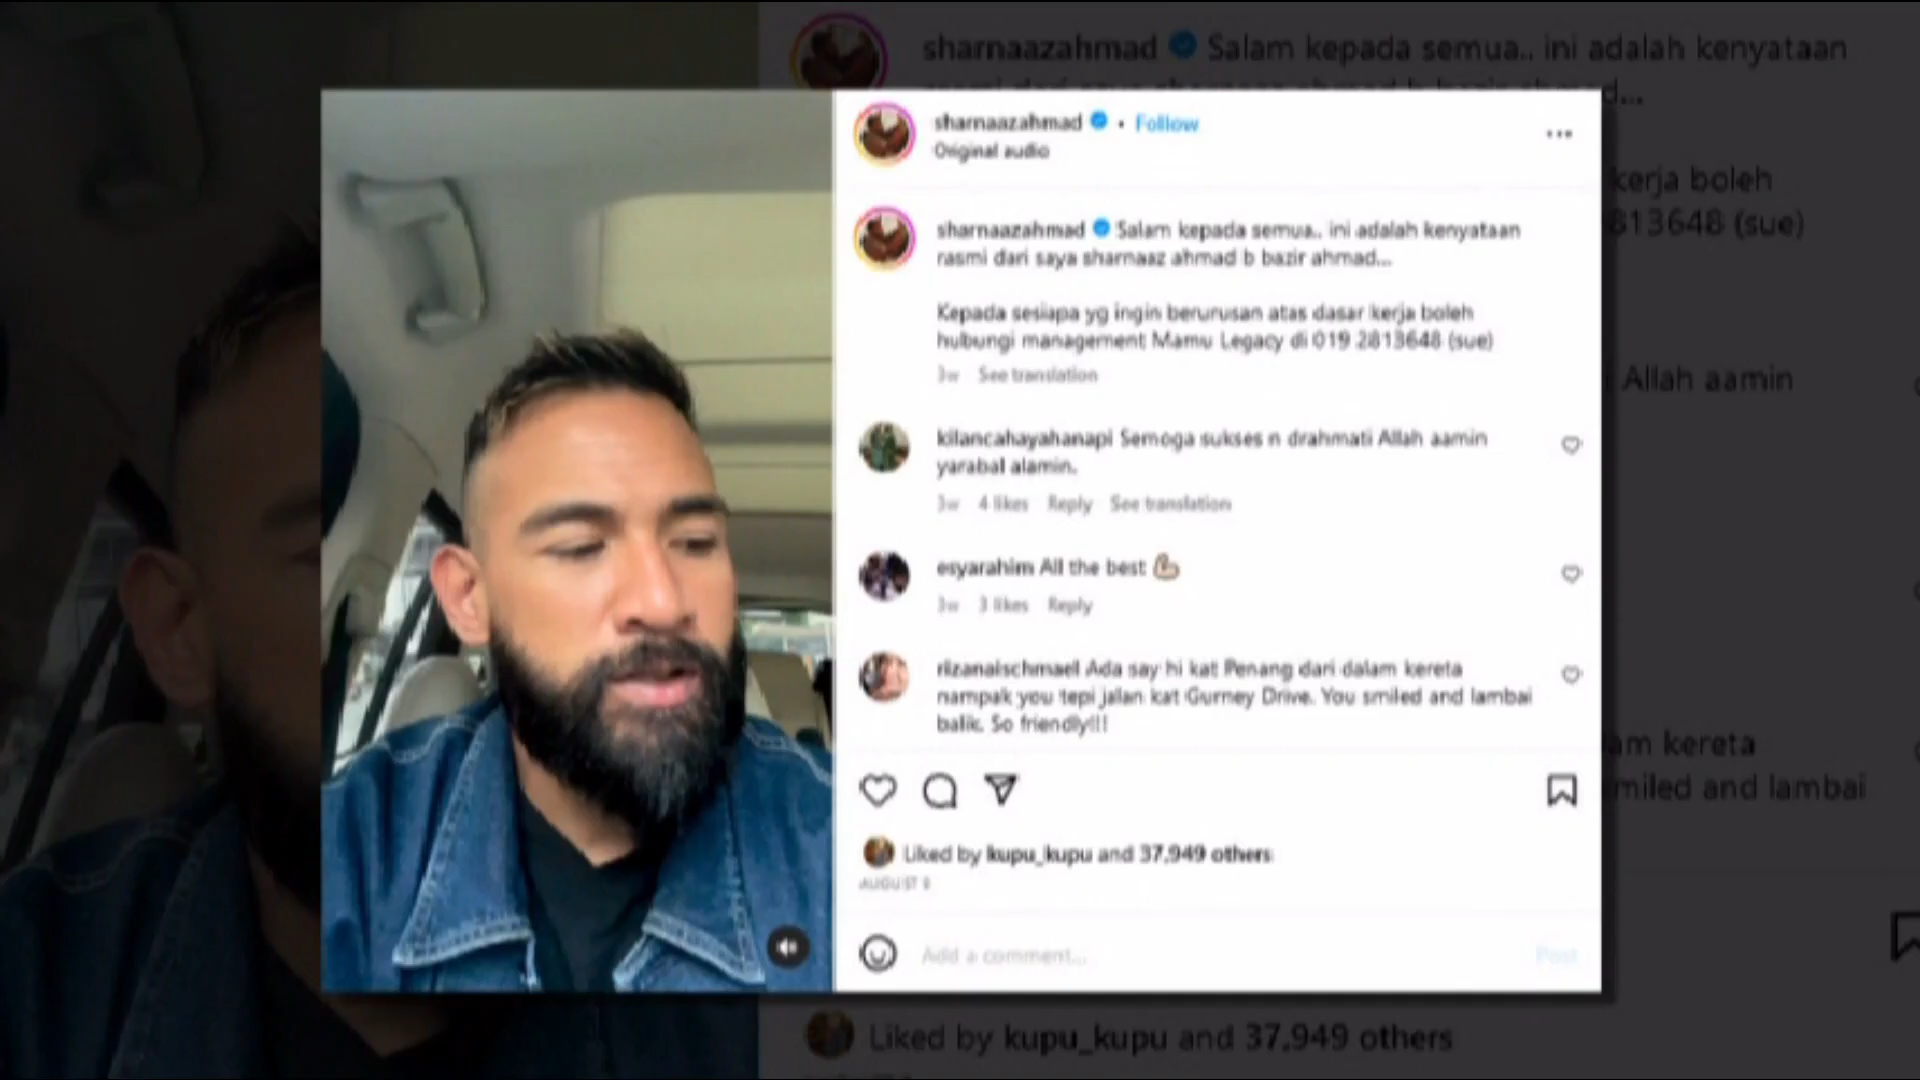 sharnaazahmad Salam kepada semua.. ini adalah kenyataan
sharnaazahmad • Follow
Original audio
sharnaazahmad Salam kepada semua.. ini adalah kenyataan
rasmi dari saya sharnaaz ahmad b bazir ahmad...
Kepada sesiapa yg ingin berurusan atas dasar kerja boleh
hubungi management Mamu Legacy di 019 2813648 (sue)
3w See translation
kilancahayahanapi Semoga sukses n drahmati Allah aamin
yarabal alamin.
3w 4 likes Reply See translation
esyarahim All the best 💪🏼
3w 3 likes Reply
rizanaischmael Ada say hi kat Penang dari dalam kereta
nampak you tepi jalan kat Gurney Drive. You smiled and lambai
balik. So friendly!!!
Liked by kupu_kupu and 37,949 others
AUGUST 9
Add a comment...
Post
kerja boleh
813648 (sue)
Allah aamin
am kereta
miled and lambai
Liked by kupu_kupu and 37,949 others